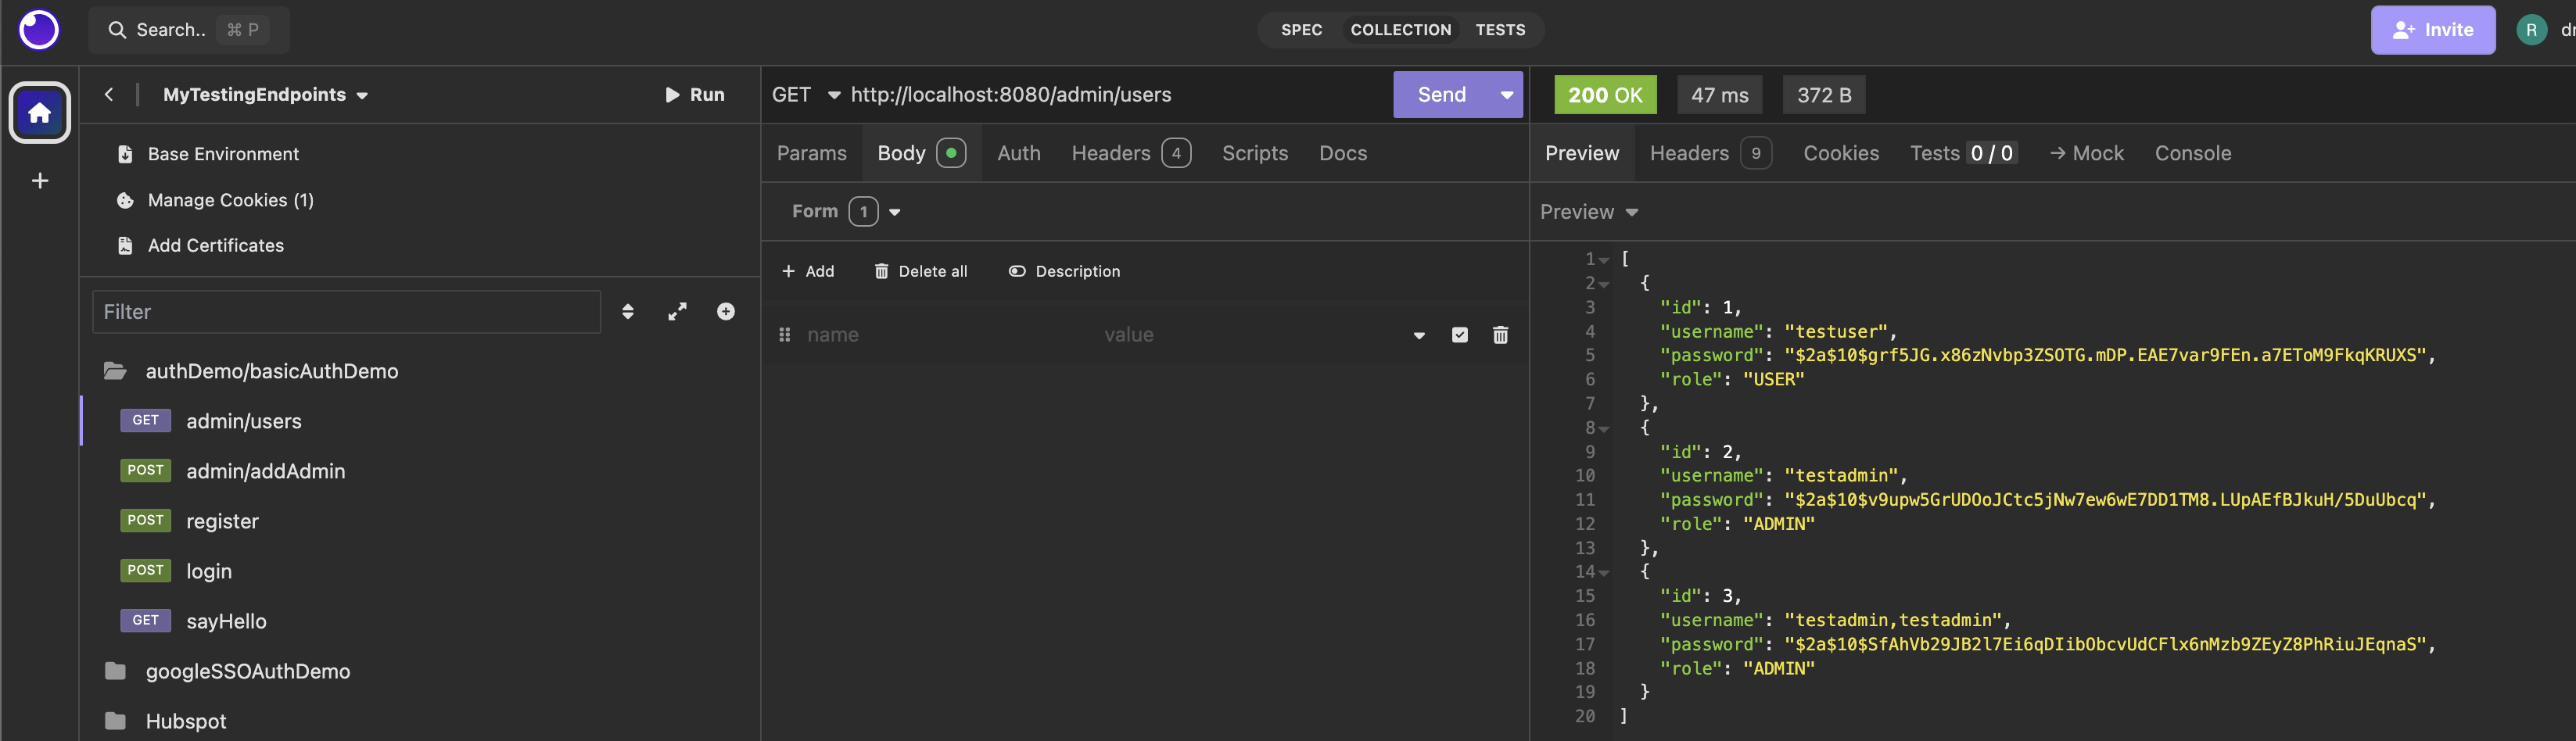 Search.. ⌘ P
SPEC COLLECTION TESTS
Invite
R
MyTestingEndpoints
Run
Base Environment
Manage Cookies (1)
Add Certificates
Filter
authDemo/basicAuthDemo
GET admin/users
POST admin/addAdmin
POST register
POST login
GET sayHello
googleSSOAuthDemo
Hubspot
GET http://localhost:8080/admin/users Send
Params Body Auth Headers 4 Scripts Docs
Form 1
+ Add Delete all Description
name value
200 OK 47 ms 372 B
Preview Headers 9 Cookies Tests 0 / 0 → Mock Console
Preview
1 [
2 {
3 "id": 1,
4 "username": "testuser",
5 "password": "$2a$10$grf5JG.x86zNvbp3ZSOTG.mDP.EAE7var9FEn.a7EToM9FkqKRUXS",
6 "role": "USER"
7 },
8 {
9 "id": 2,
10 "username": "testadmin",
11 "password": "$2a$10$v9upw5GrUDOoJCtc5jNw7ew6wE7DD1TM8.LUpAEfBJkuH/5DuUbcq",
12 "role": "ADMIN"
13 },
14 {
15 "id": 3,
16 "username": "testadmin,testadmin",
17 "password": "$2a$10$SfAhVb29JB2l7Ei6qDIibObcvUdCFlx6nMzb9ZEyZ8PhRiuJEqnaS",
18 "role": "ADMIN"
19 }
20 ]